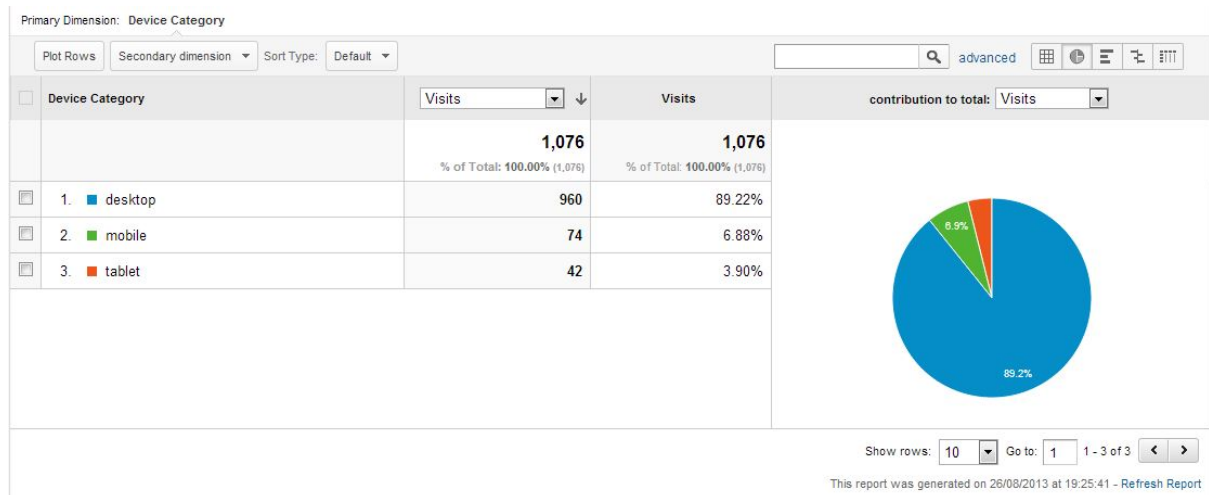 Primary Dimension: Device Category
Plot Rows Secondary dimension Sort Type: Default advanced
Device Category Visits Visits contribution to total: Visits
1,076 1,076
% of Total: 100.00% (1,076) % of Total: 100.00% (1,076)
1. desktop 960 89.22%
2. mobile 74 6.88%
3. tablet 42 3.90%
6.9%
89.2%
Show rows: 10 Go to: 1 1 - 3 of 3
This report was generated on 26/08/2013 at 19:25:41 - Refresh Report